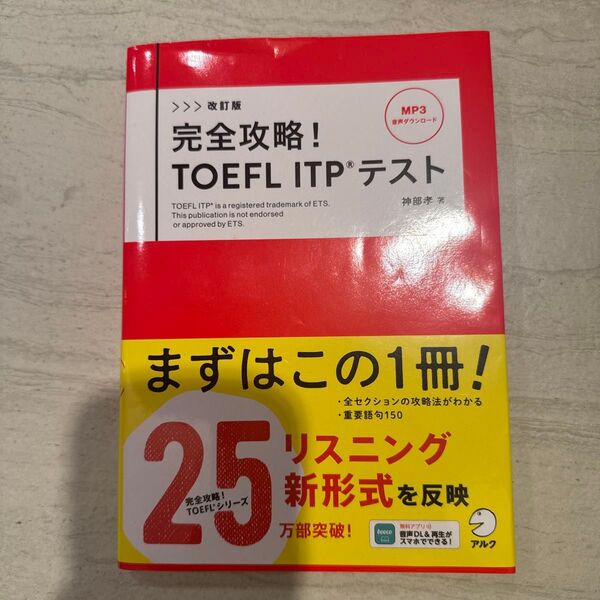 >>> 改訂版
MP3
音声ダウンロード
完全攻略!
TOEFL ITP®テスト
TOEFL ITP® is a registered trademark of ETS.
This publication is not endorsed
or approved by ETS.
神部孝 著
まずはこの1冊!
・全セクションの攻略法がわかる
・重要語句150
25
完全攻略!
TOEFL®シリーズ
万部突破!
リスニング
新形式を反映
booco
無料アプリで
音声DL&再生が
スマホでできる!
アルク